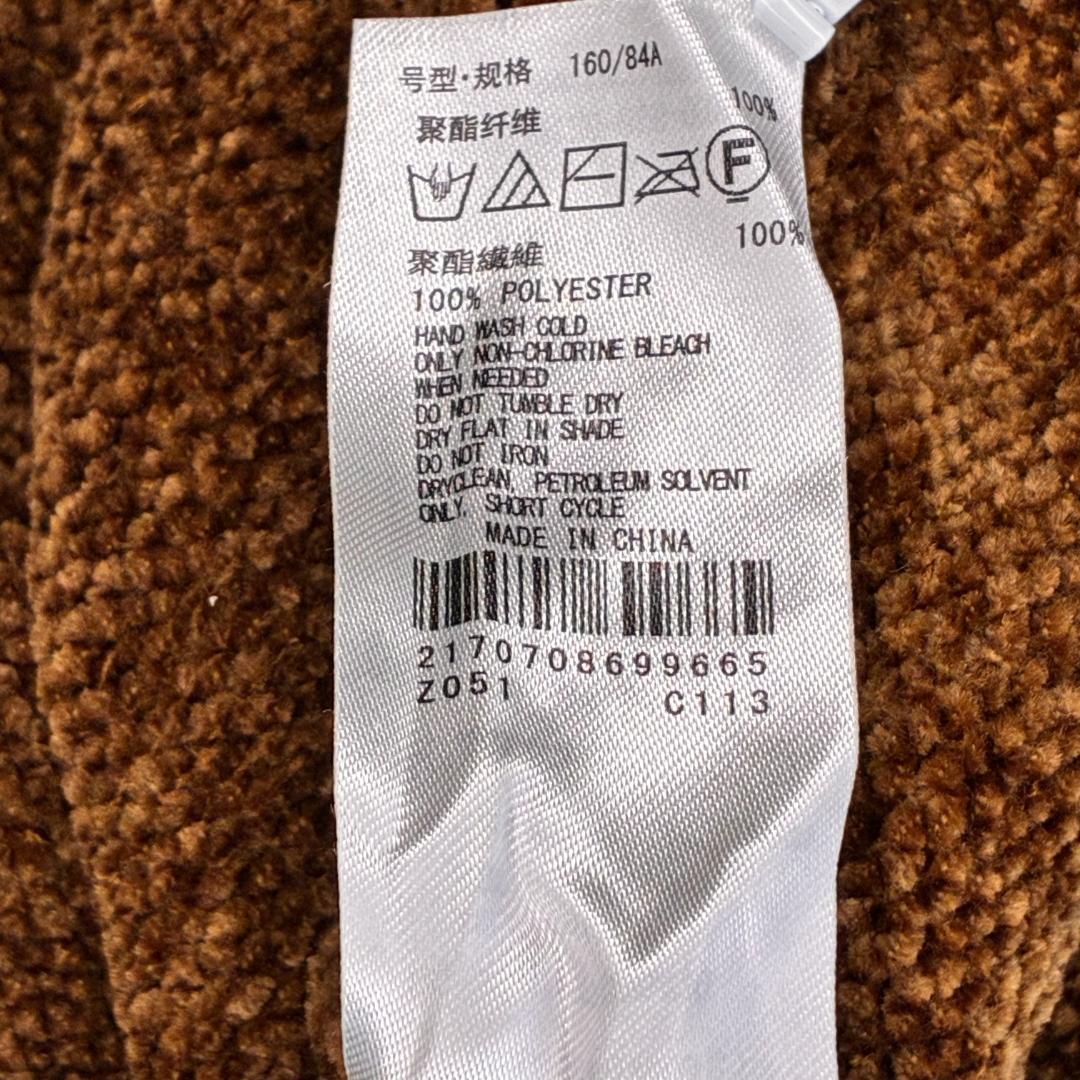 号型·规格 160/84A
100%
聚酯纤维
F
100%
聚酯纖維
100% POLYESTER
HAND WASH COLD
ONLY NON-CHLORINE BLEACH
WHEN NEEDED
DO NOT TUMBLE DRY
DRY FLAT IN SHADE
DO NOT IRON
DRYCLEAN, PETROLEUM SOLVENT
ONLY, SHORT CYCLE
MADE IN CHINA
2170708699665
Z051 C113